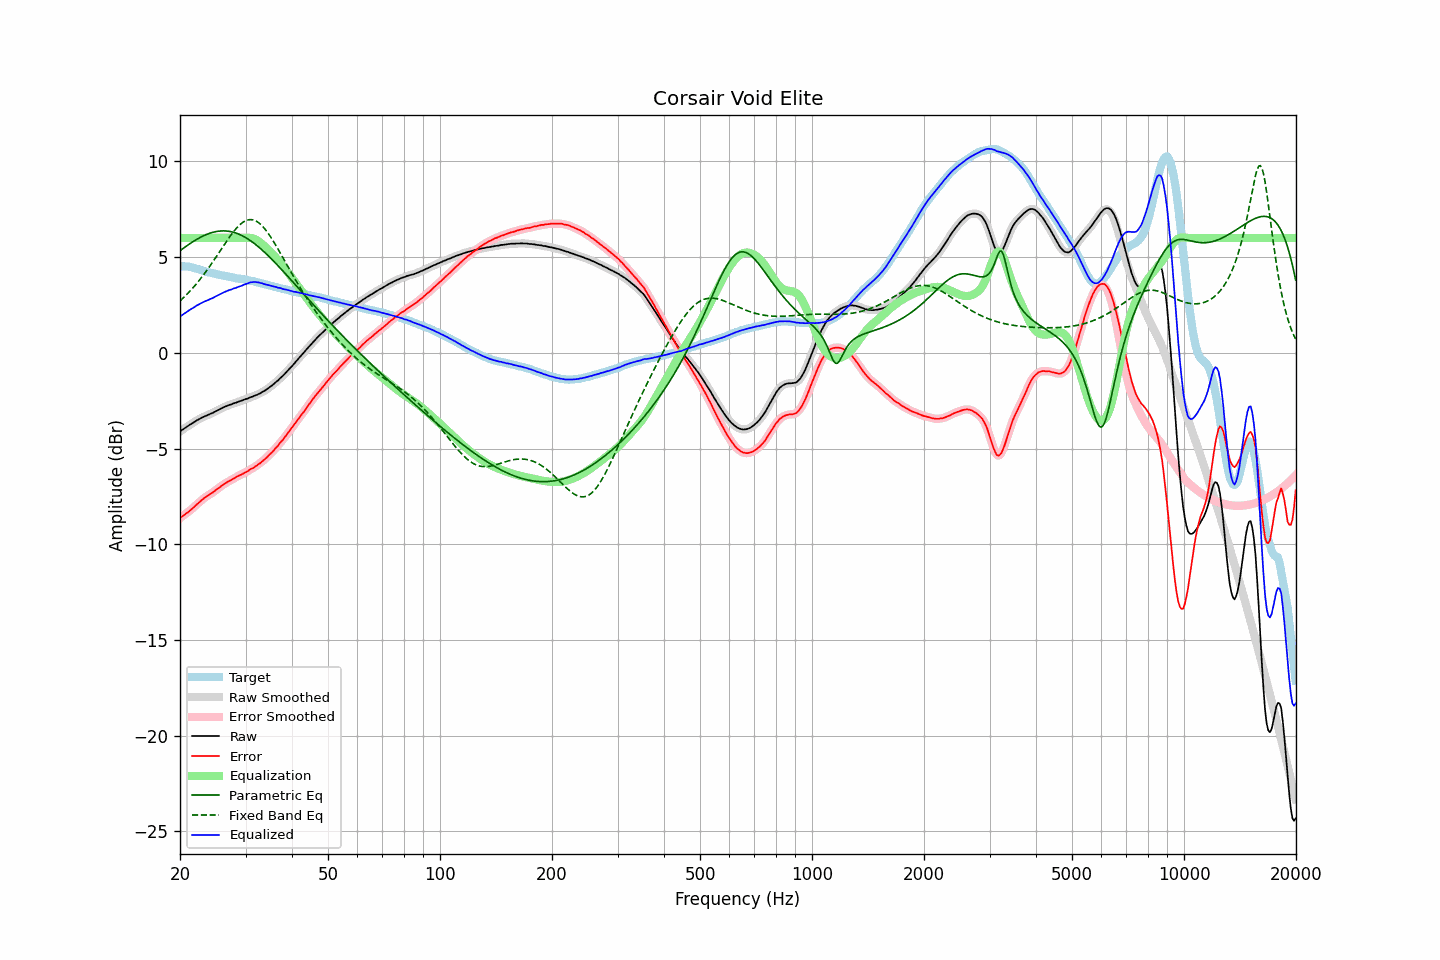 Corsair Void Elite
Amplitude (dBr)
10
5
0
−5
−10
−15
−20
−25
Target
Raw Smoothed
Error Smoothed
Raw
Error
Equalization
Parametric Eq
Fixed Band Eq
Equalized
20 50 100 200 500 1000 2000 5000 10000 20000
Frequency (Hz)